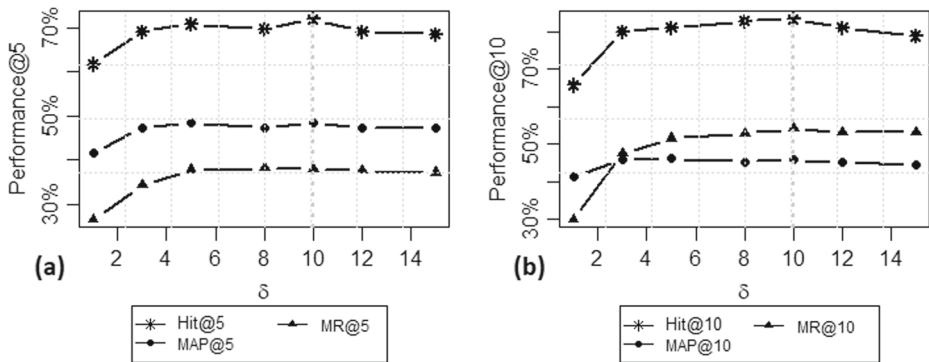 Performance@5
70%
50%
30%
2 4 6 8 10 12 14
(a)
δ
Hit@5 MR@5
MAP@5
Performance@10
70%
50%
30%
2 4 6 8 10 12 14
(b)
δ
Hit@10 MR@10
MAP@10